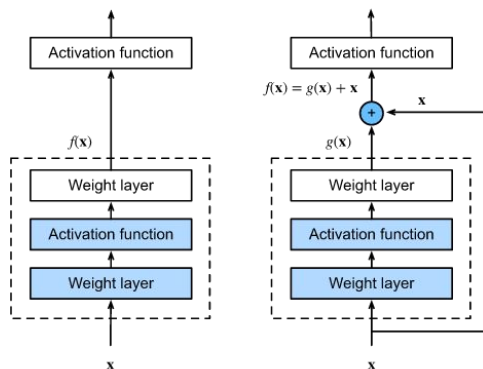 Activation function
f(x)
Weight layer
Activation function
Weight layer
x
Activation function
f(x) = g(x) + x
+
x
g(x)
Weight layer
Activation function
Weight layer
x